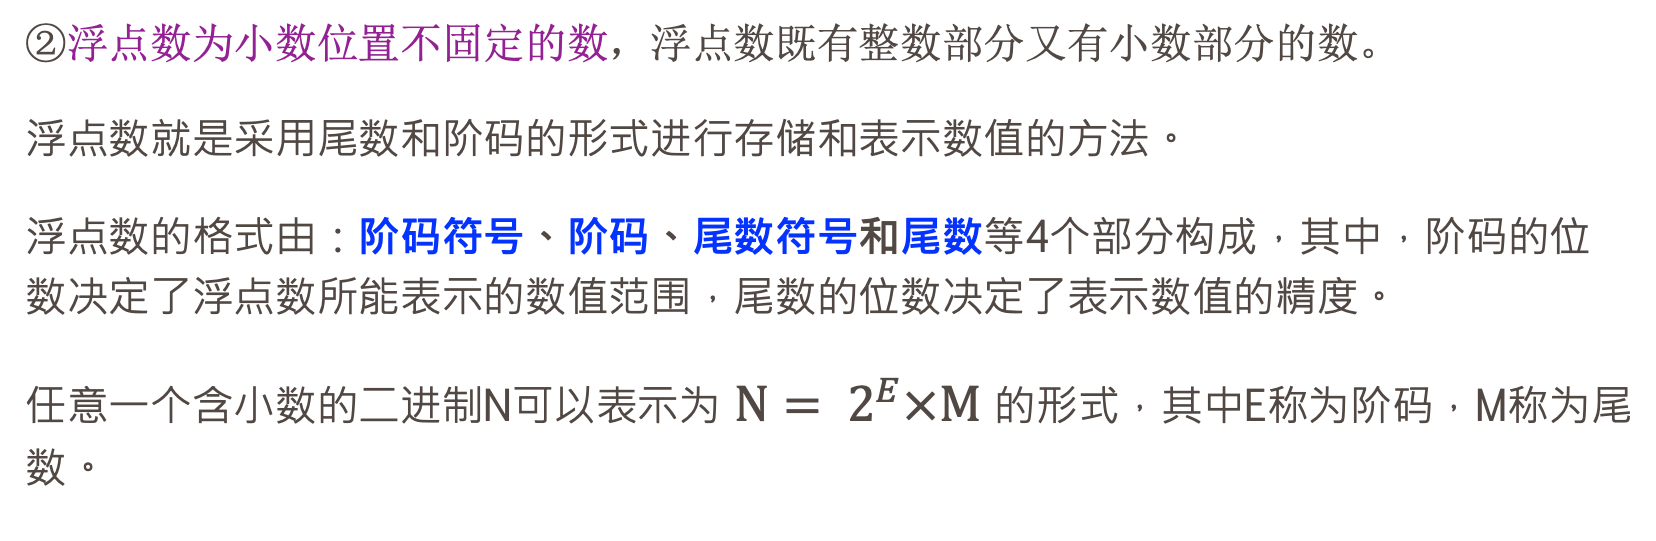 ②浮点数为小数位置不固定的数，浮点数既有整数部分又有小数部分的数。
浮点数就是采用尾数和阶码的形式进行存储和表示数值的方法。
浮点数的格式由：阶码符号、阶码、尾数符号和尾数等4个部分构成，其中，阶码的位
数决定了浮点数所能表示的数值范围，尾数的位数决定了表示数值的精度。
任意一个含小数的二进制N可以表示为 N = 2^E×M 的形式，其中E称为阶码，M称为尾
数。